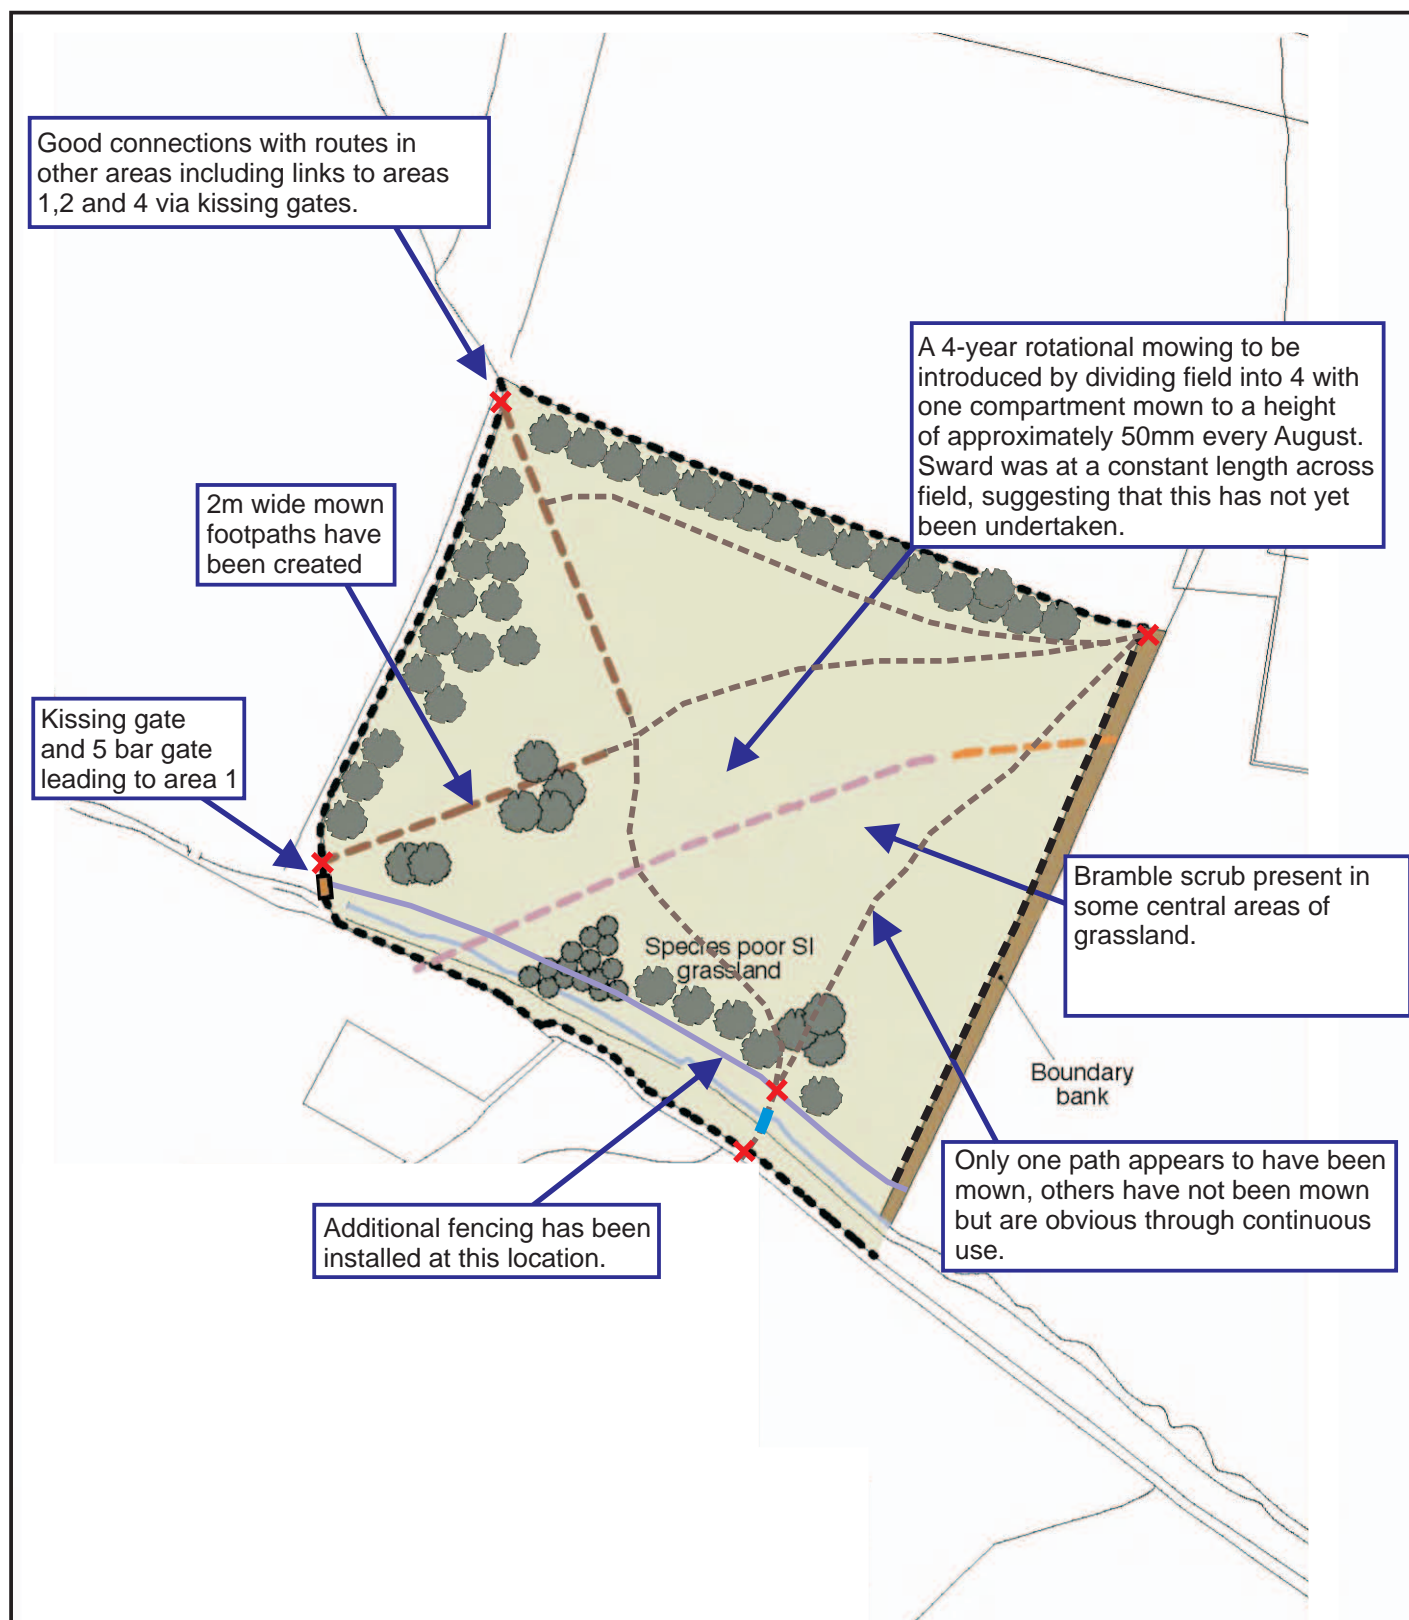 Good connections with routes in
other areas including links to areas
1,2 and 4 via kissing gates.
A 4-year rotational mowing to be
introduced by dividing field into 4 with
one compartment mown to a height
of approximately 50mm every August.
Sward was at a constant length across
field, suggesting that this has not yet
been undertaken.
2m wide mown
footpaths have
been created
Kissing gate
and 5 bar gate
leading to area 1
Bramble scrub present in
some central areas of
grassland.
Species poor SI
grassland
Boundary
bank
Only one path appears to have been
mown, others have not been mown
but are obvious through continuous
use.
Additional fencing has been
installed at this location.